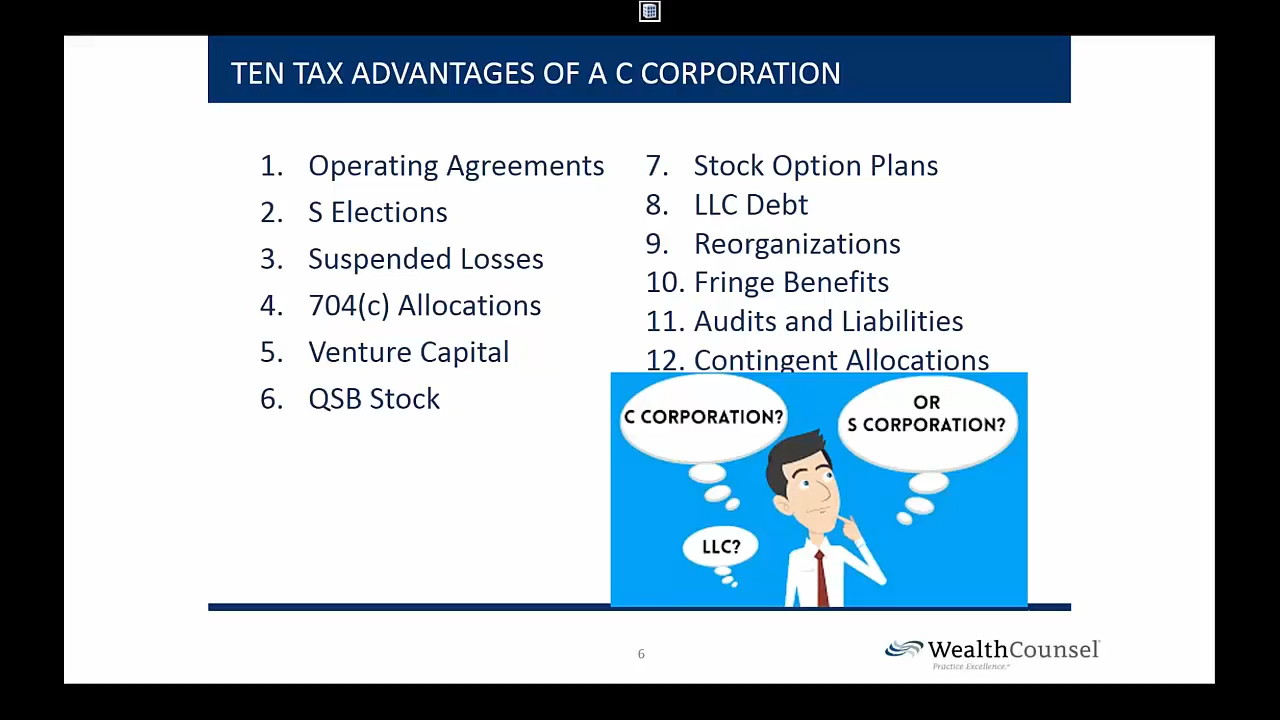 TEN TAX ADVANTAGES OF A C CORPORATION
1. Operating Agreements
2. S Elections
3. Suspended Losses
4. 704(c) Allocations
5. Venture Capital
6. QSB Stock
7. Stock Option Plans
8. LLC Debt
9. Reorganizations
10. Fringe Benefits
11. Audits and Liabilities
12. Contingent Allocations
C CORPORATION?
OR
S CORPORATION?
LLC?
6
WealthCounsel
Practice Excellence.